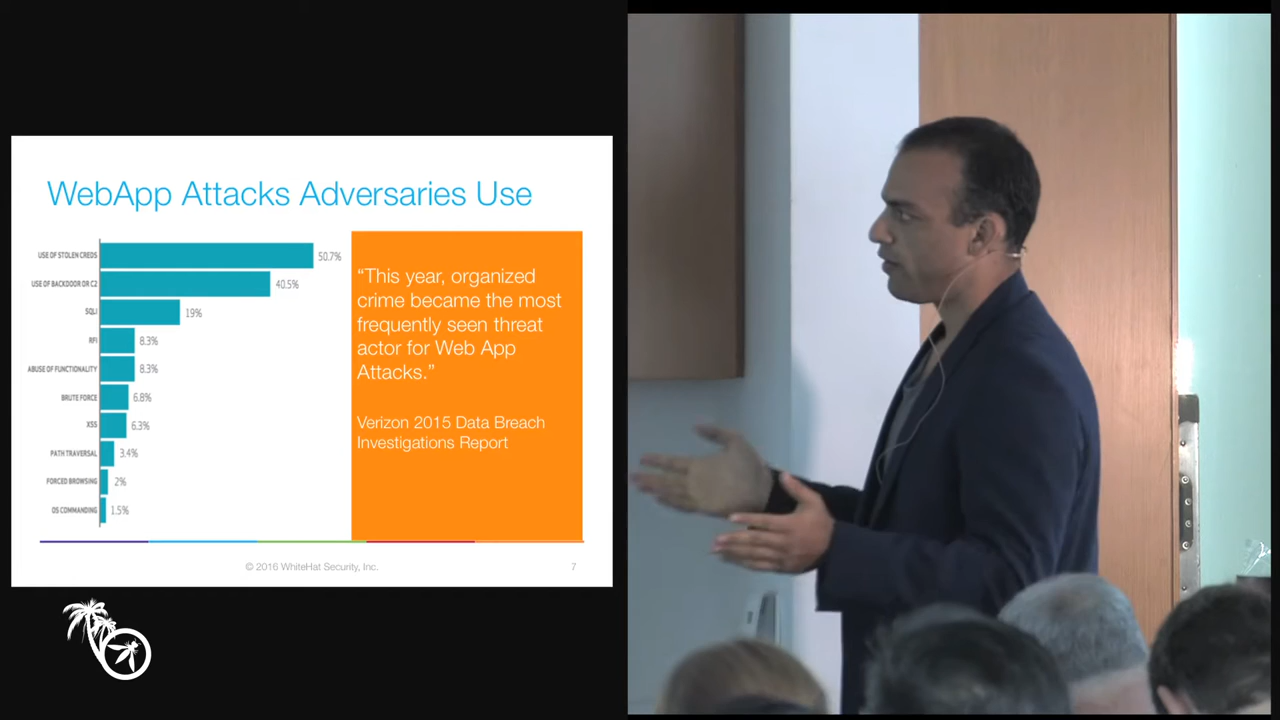 WebApp Attacks Adversaries Use
USE OF STOLEN CREDS 50.7%
USE OF BACKDOOR OR C2 40.5%
SQLI 19%
RFI 8.3%
ABUSE OF FUNCTIONALITY 8.3%
BRUTE FORCE 6.8%
XSS 6.3%
PATH TRAVERSAL 3.4%
FORCED BROWSING 2%
OS COMMANDING 1.5%
“This year, organized
crime became the most
frequently seen threat
actor for Web App
Attacks.”
Verizon 2015 Data Breach
Investigations Report
© 2016 WhiteHat Security, Inc.
7